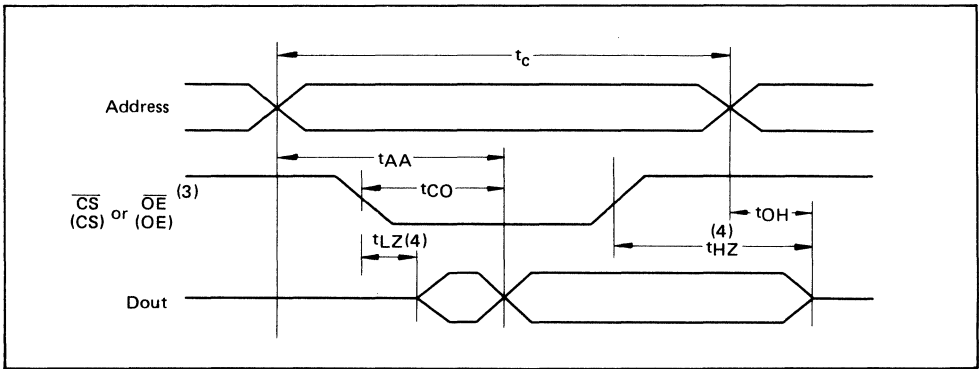 tC
Address
tAA
CS or OE (3)
(CS) (OE)
tCO
tOH
tLZ(4)
(4)
tHZ
Dout